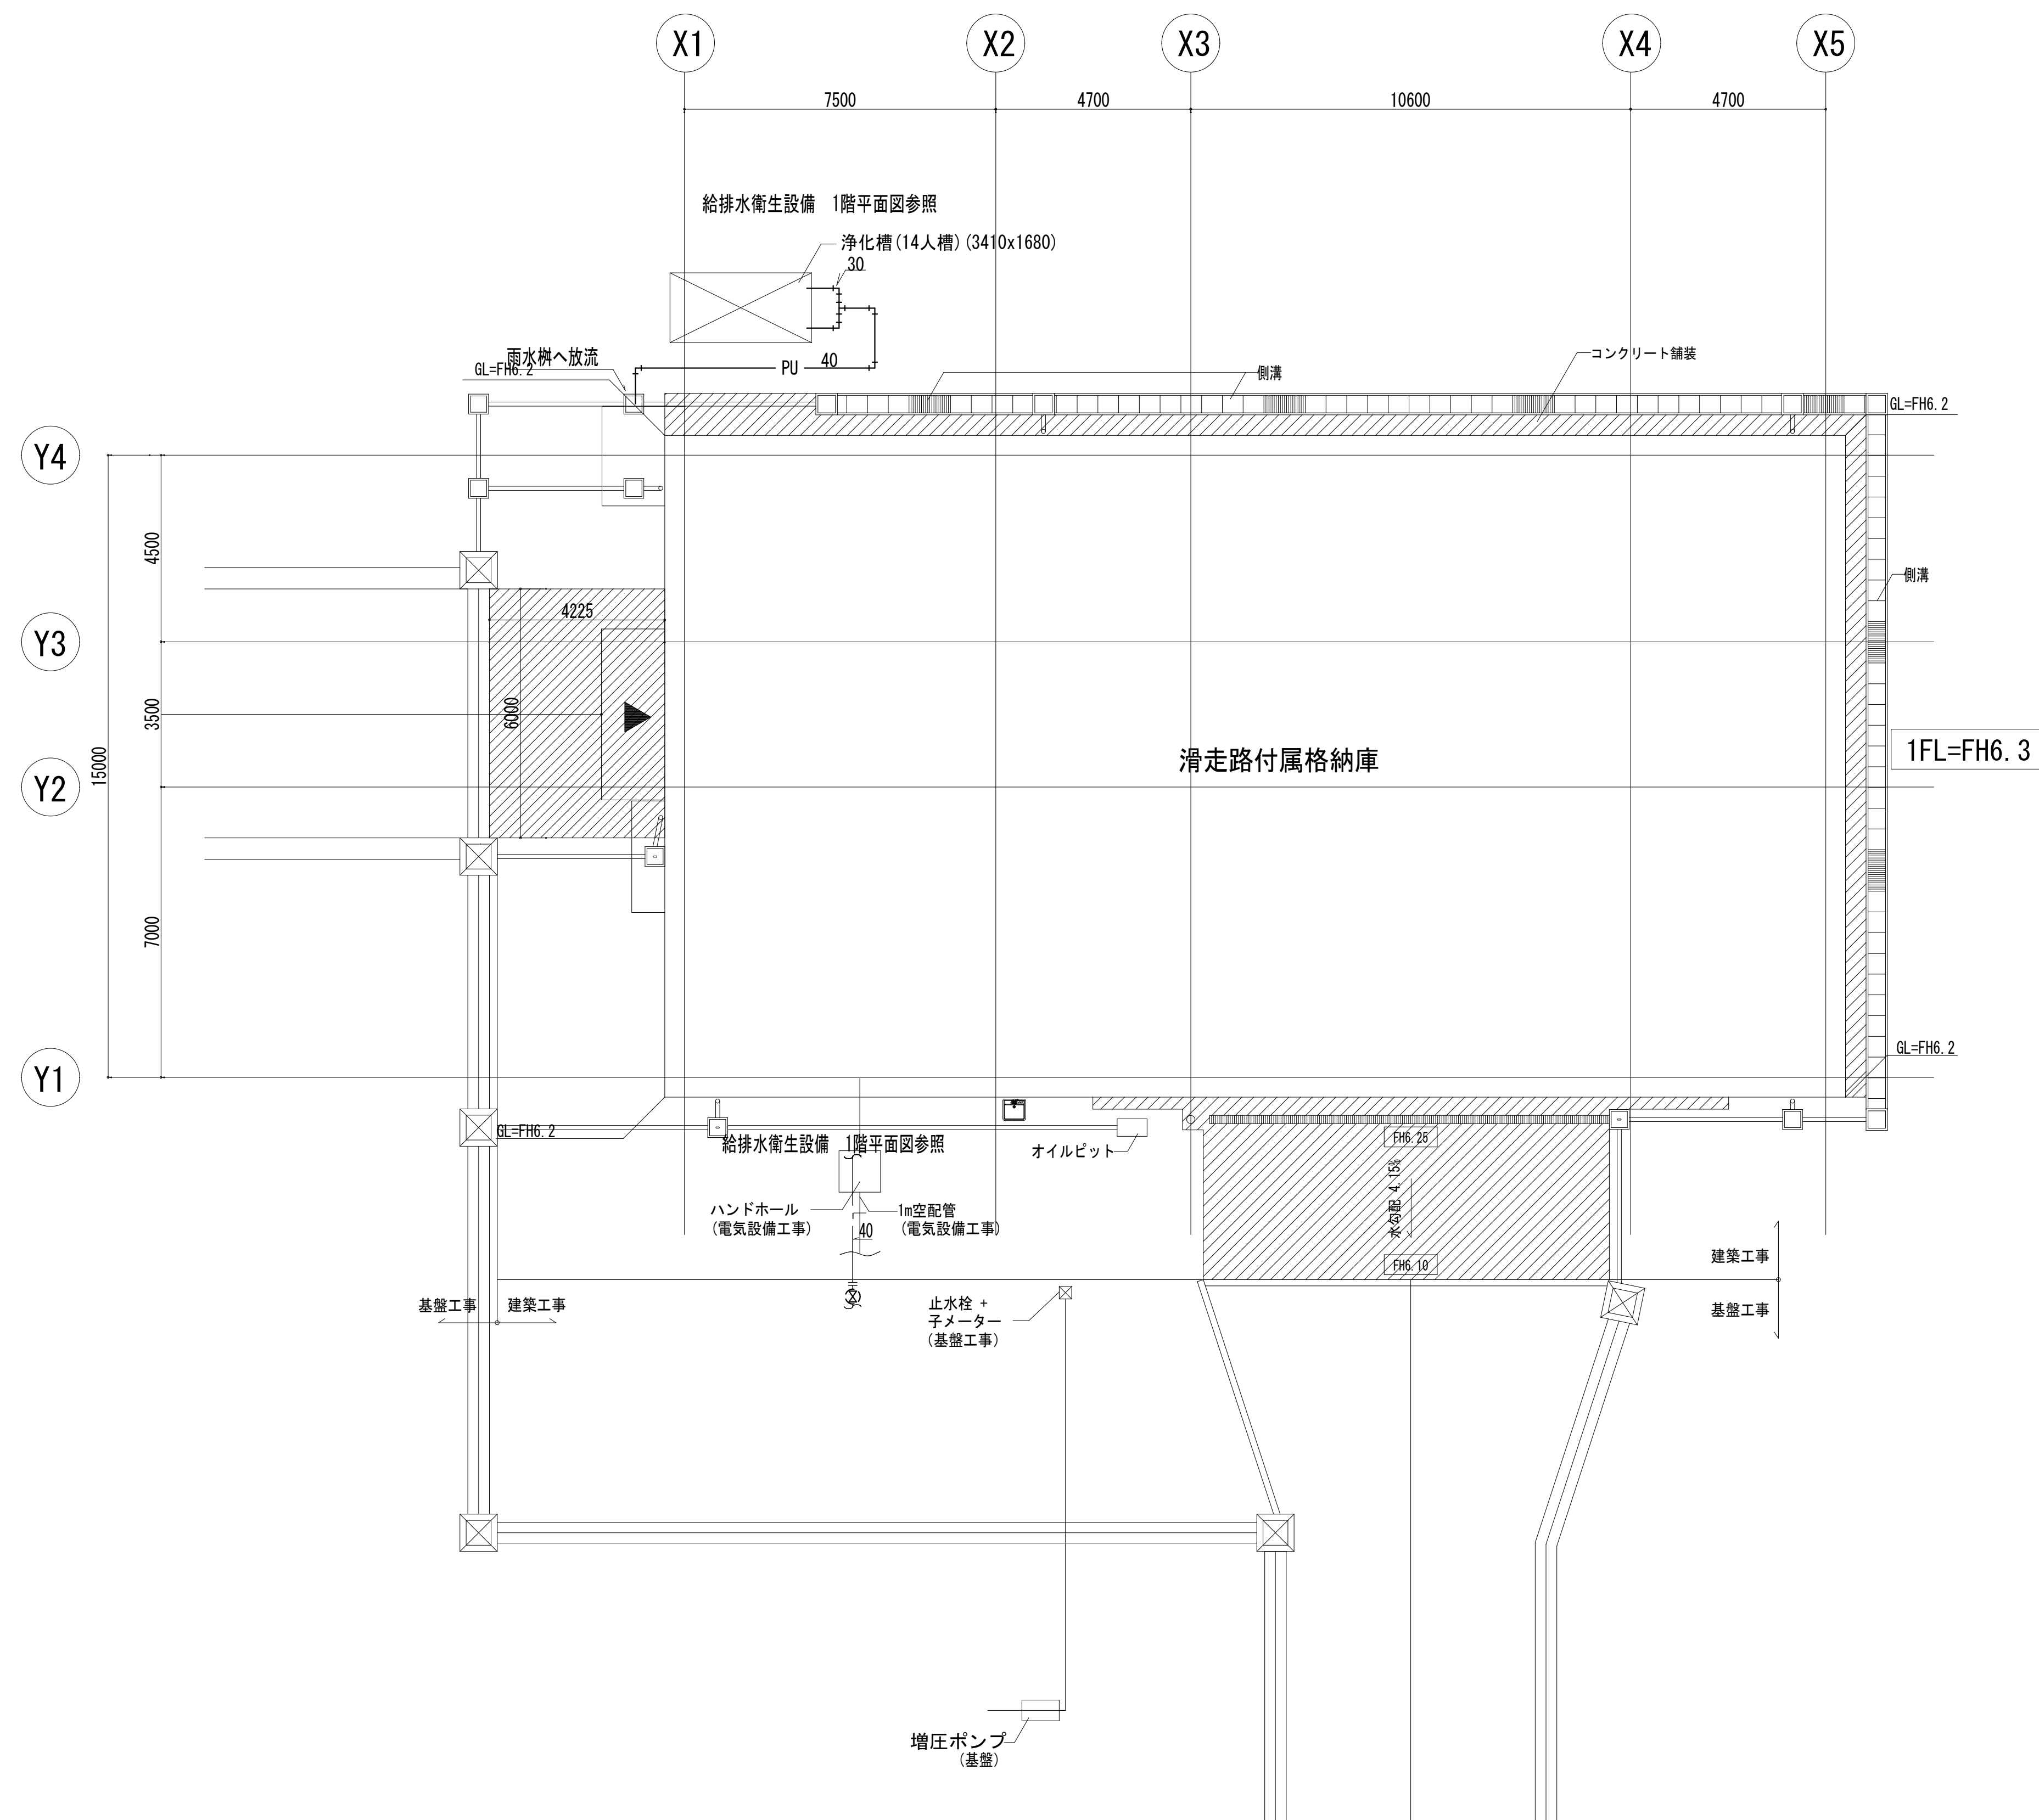 X1
X2
X3
X4
X5
7500
4700
10600
4700
給排水衛生設備　1階平面図参照
浄化槽(14人槽)(3410x1680)
30
雨水桝へ放流
GL=FH6.2
PU
40
側溝
コンクリート舗装
GL=FH6.2
Y4
4500
側溝
4225
Y3
3500
6000
15000
滑走路付属格納庫
1FL=FH6.3
Y2
7000
GL=FH6.2
Y1
GL=FH6.2
給排水衛生設備　1階平面図参照
オイルピット
FH6.25
水勾配 4.15%
ハンドホール
(電気設備工事)
1m空配管
(電気設備工事)
40
FH6.10
建築工事
基盤工事
基盤工事
建築工事
止水栓 +
子メーター
(基盤工事)
増圧ポンプ
(基盤)